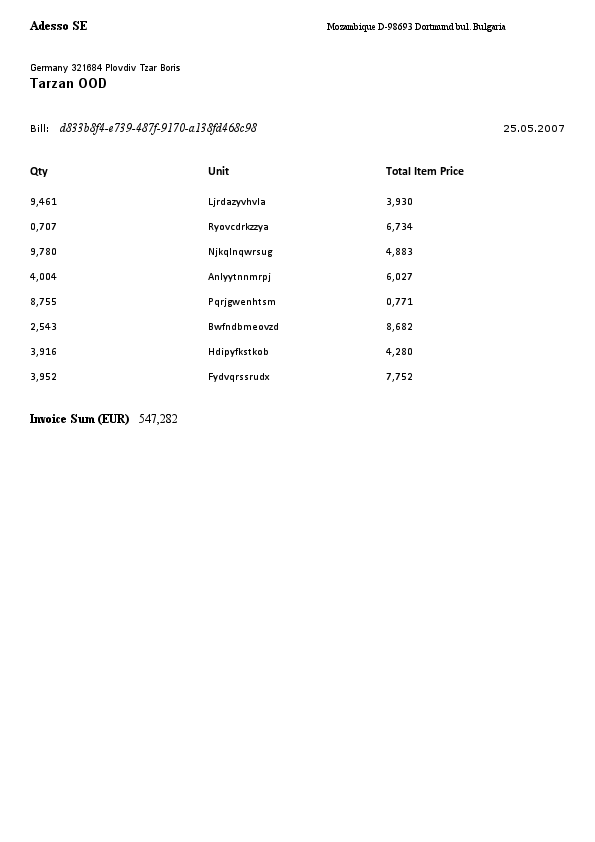 Adesso SE Mozambique D-98693 Dortmund bul. Bulgaria
Germany 321684 Plovdiv Tzar Boris
Tarzan OOD
Bill: d833b8f4-e739-487f-9170-a138fd468c98 25.05.2007
Qty Unit Total Item Price
9,461 Ljrdazyvhvla 3,930
0,707 Ryovcdrkzzya 6,734
9,780 Njkqlnqwrsug 4,883
4,004 Anlyytnnmrpj 6,027
8,755 Pqrjgwenhtsm 0,771
2,543 Bwfndbmeovzd 8,682
3,916 Hdipyfkstkob 4,280
3,952 Fydvqrssrudx 7,752
Invoice Sum (EUR) 547,282